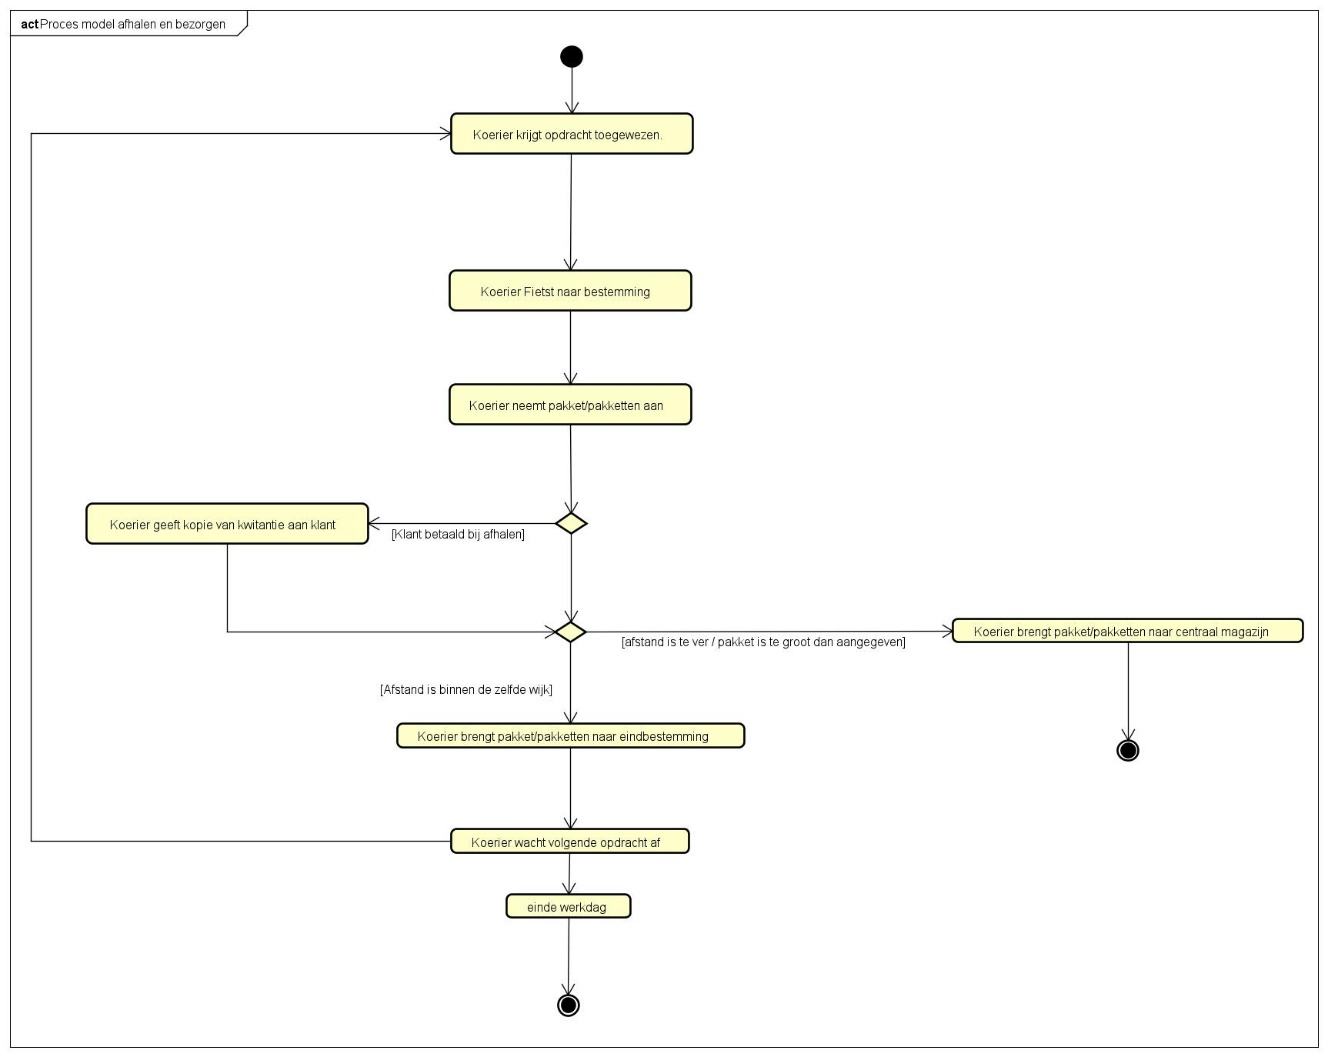 act Proces model afhalen en bezorgen
Koerier krijgt opdracht toegewezen.
Koerier Fietst naar bestemming
Koerier neemt pakket/pakketten aan
Koerier geeft kopie van kwitantie aan klant
[Klant betaald bij afhalen]
Koerier brengt pakket/pakketten naar centraal magazijn
[afstand is te ver / pakket is te groot dan aangegeven]
[Afstand is binnen de zelfde wijk]
Koerier brengt pakket/pakketten naar eindbestemming
Koerier wacht volgende opdracht af
einde werkdag